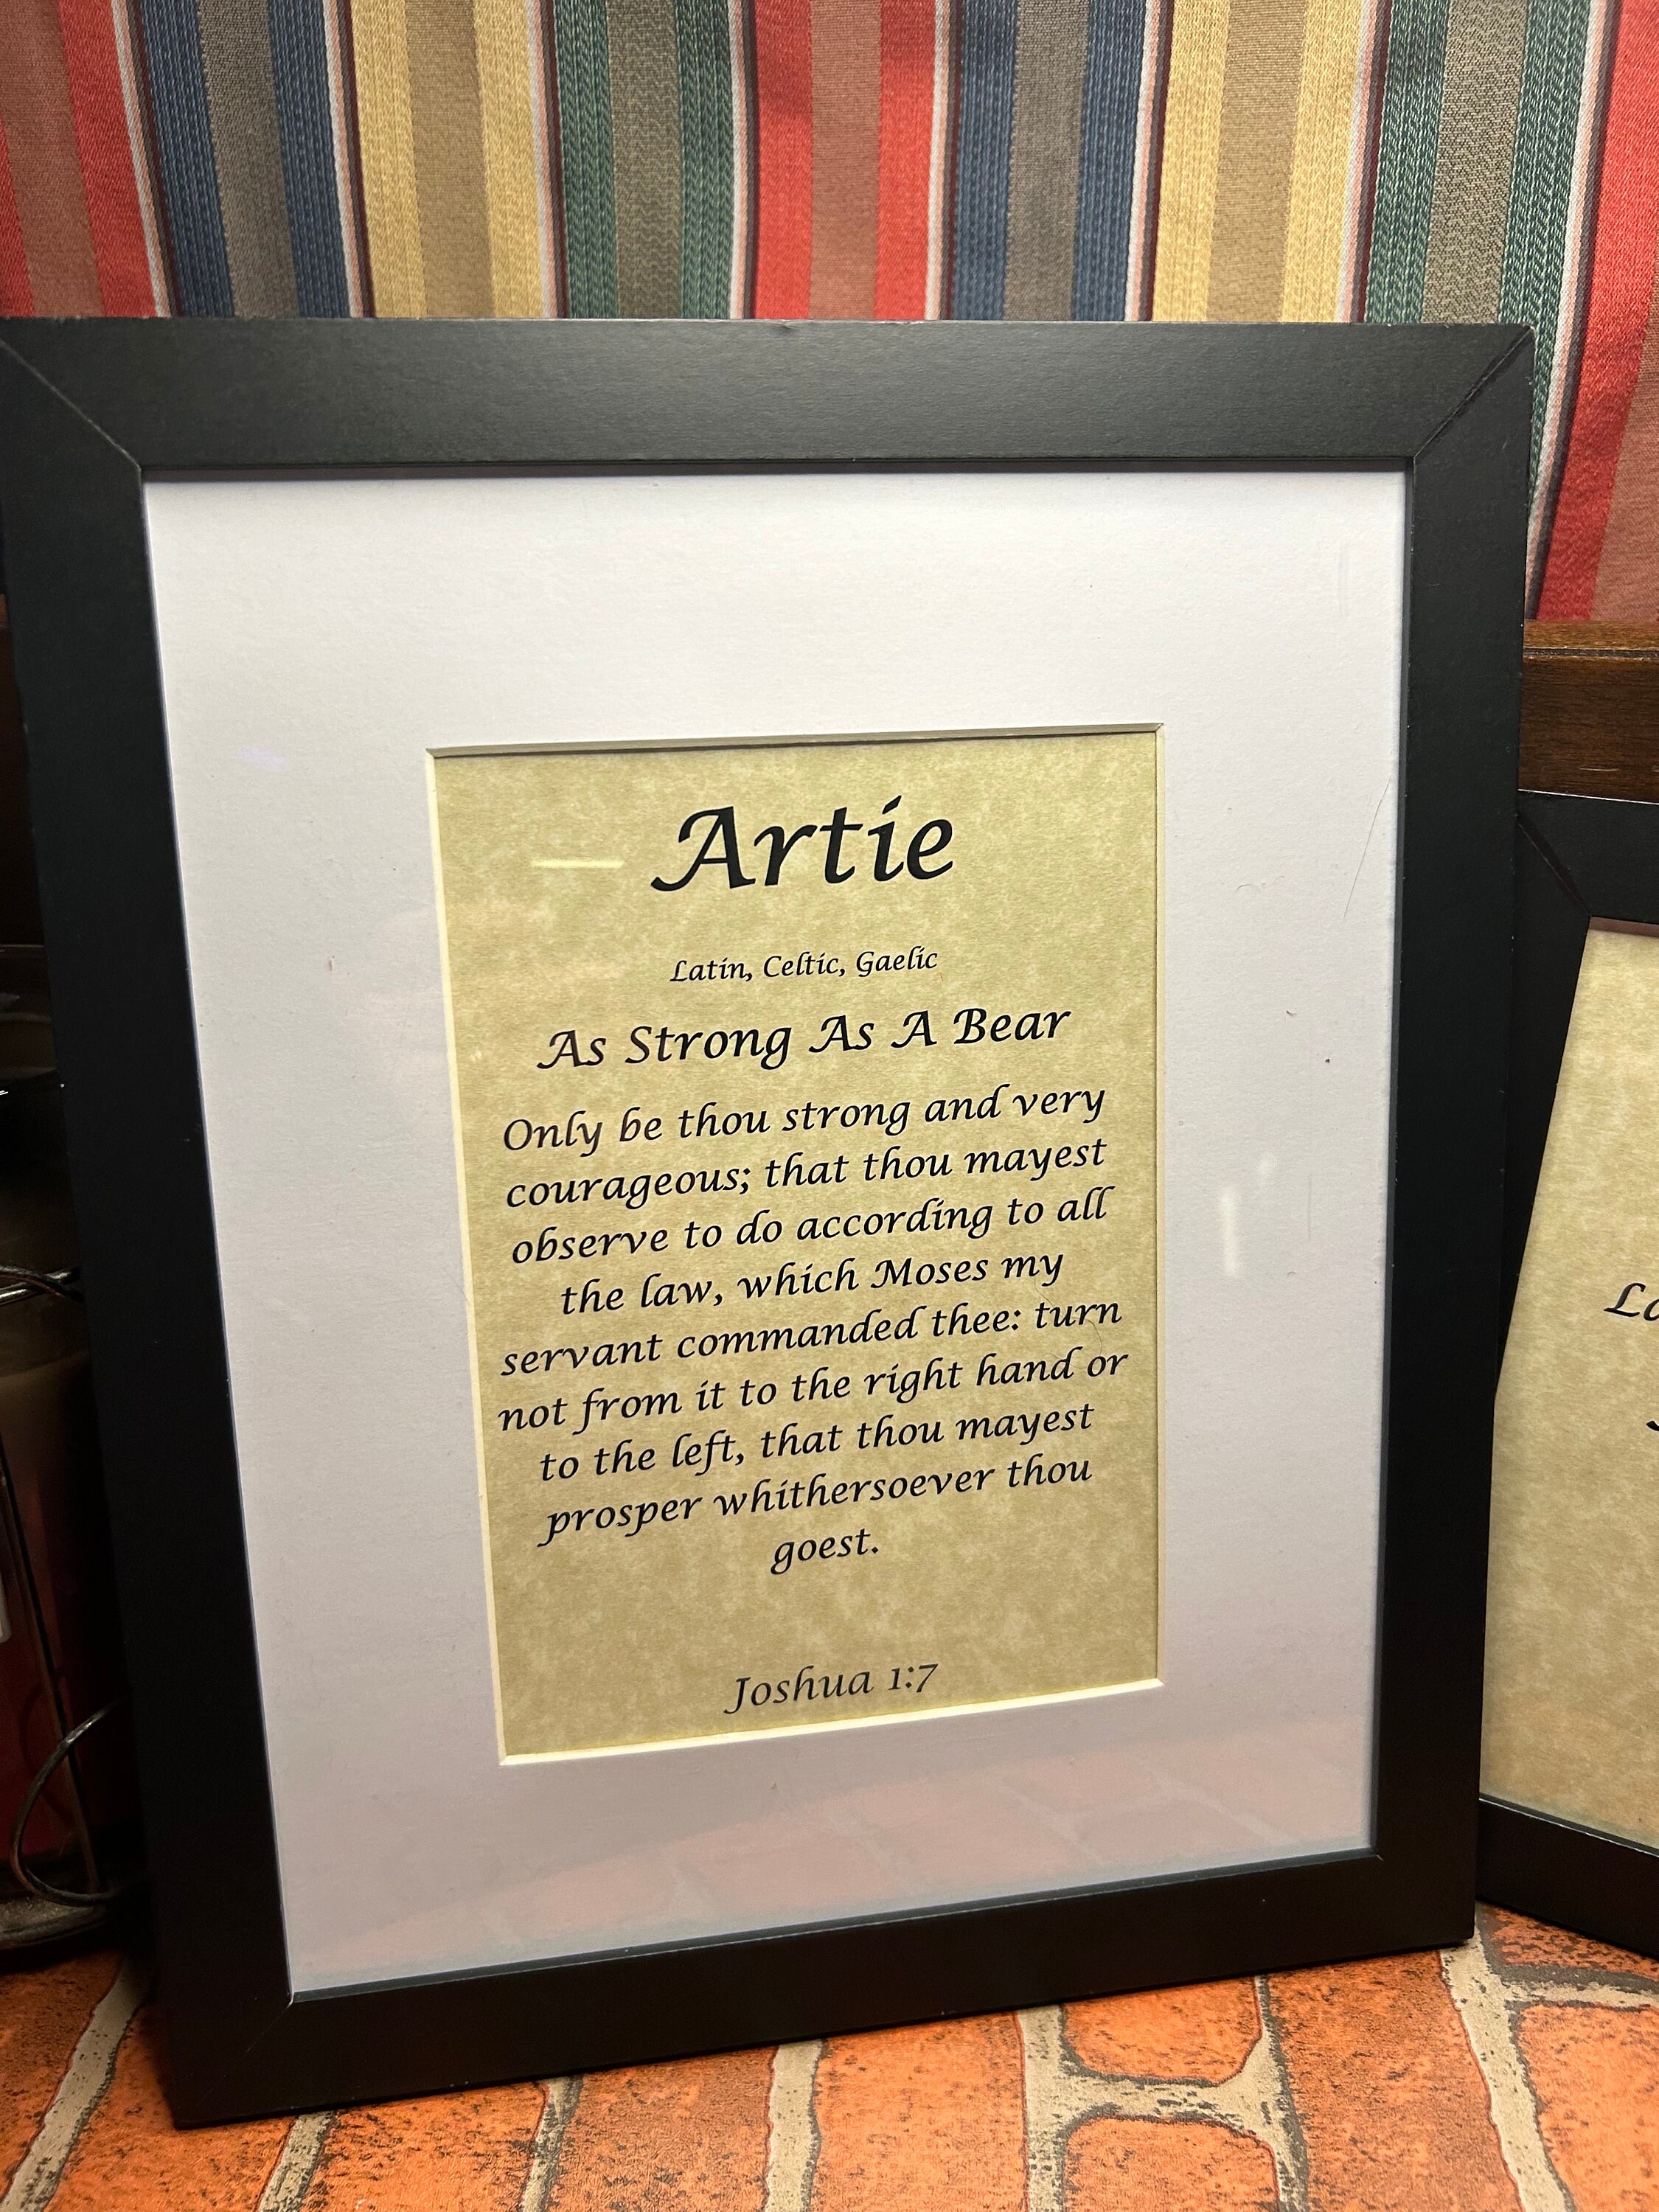 Artie
Latin, Celtic, Gaelic
As Strong As A Bear
Only be thou strong and very
courageous; that thou mayest
observe to do according to all
the law, which Moses my
servant commanded thee: turn
not from it to the right hand or
to the left, that thou mayest
prosper whithersoever thou
goest.
Joshua 1:7